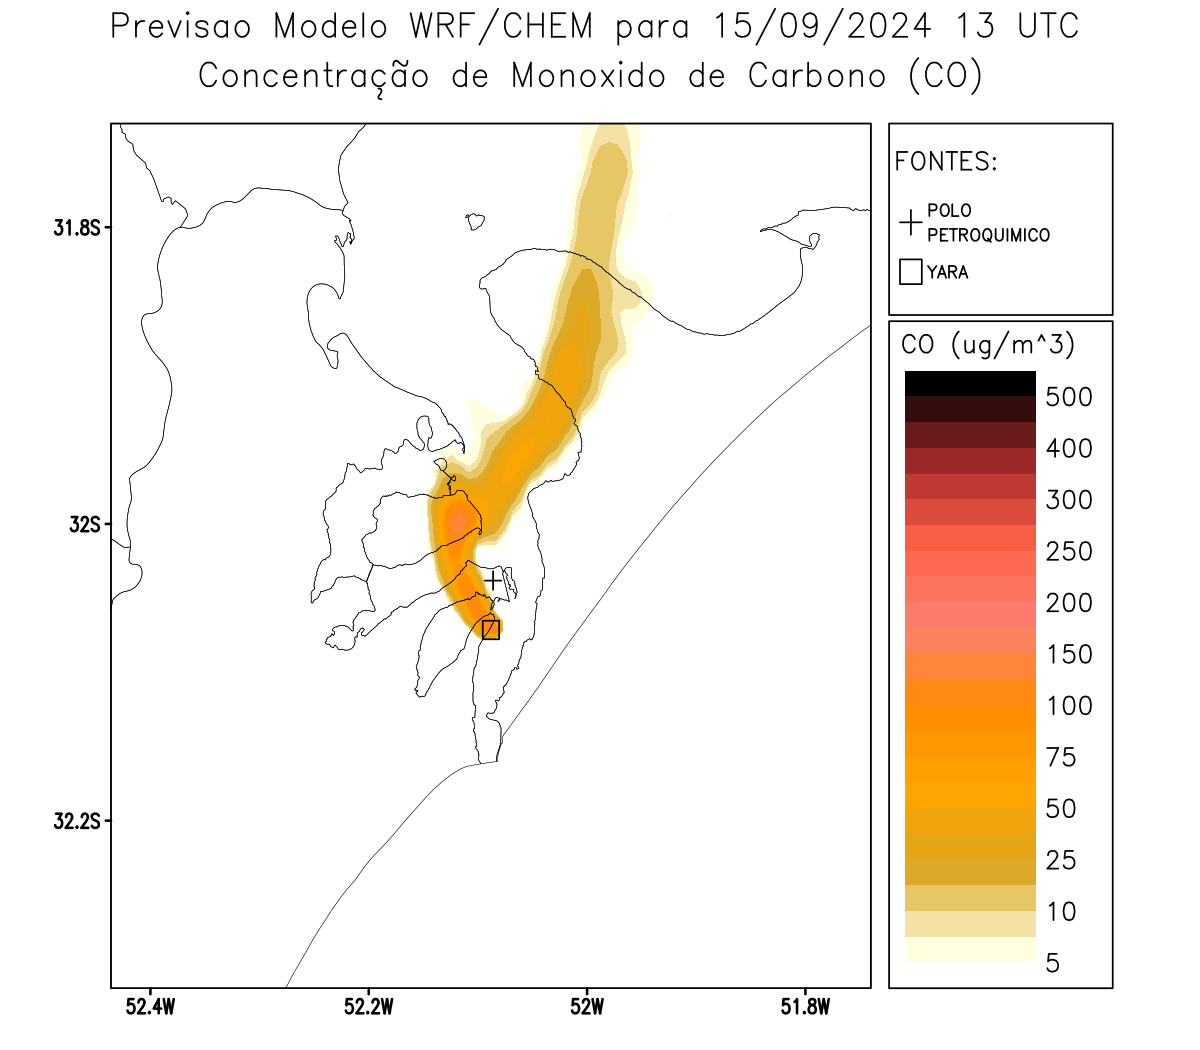 Previsao Modelo WRF/CHEM para 15/09/2024 13 UTC
Concentração de Monoxido de Carbono (CO)
FONTES:
POLO
PETROQUIMICO
YARA
CO (ug/m^3)
500
400
300
250
200
150
100
75
50
25
10
5
31.8S
32S
32.2S
52.4W
52.2W
52W
51.8W